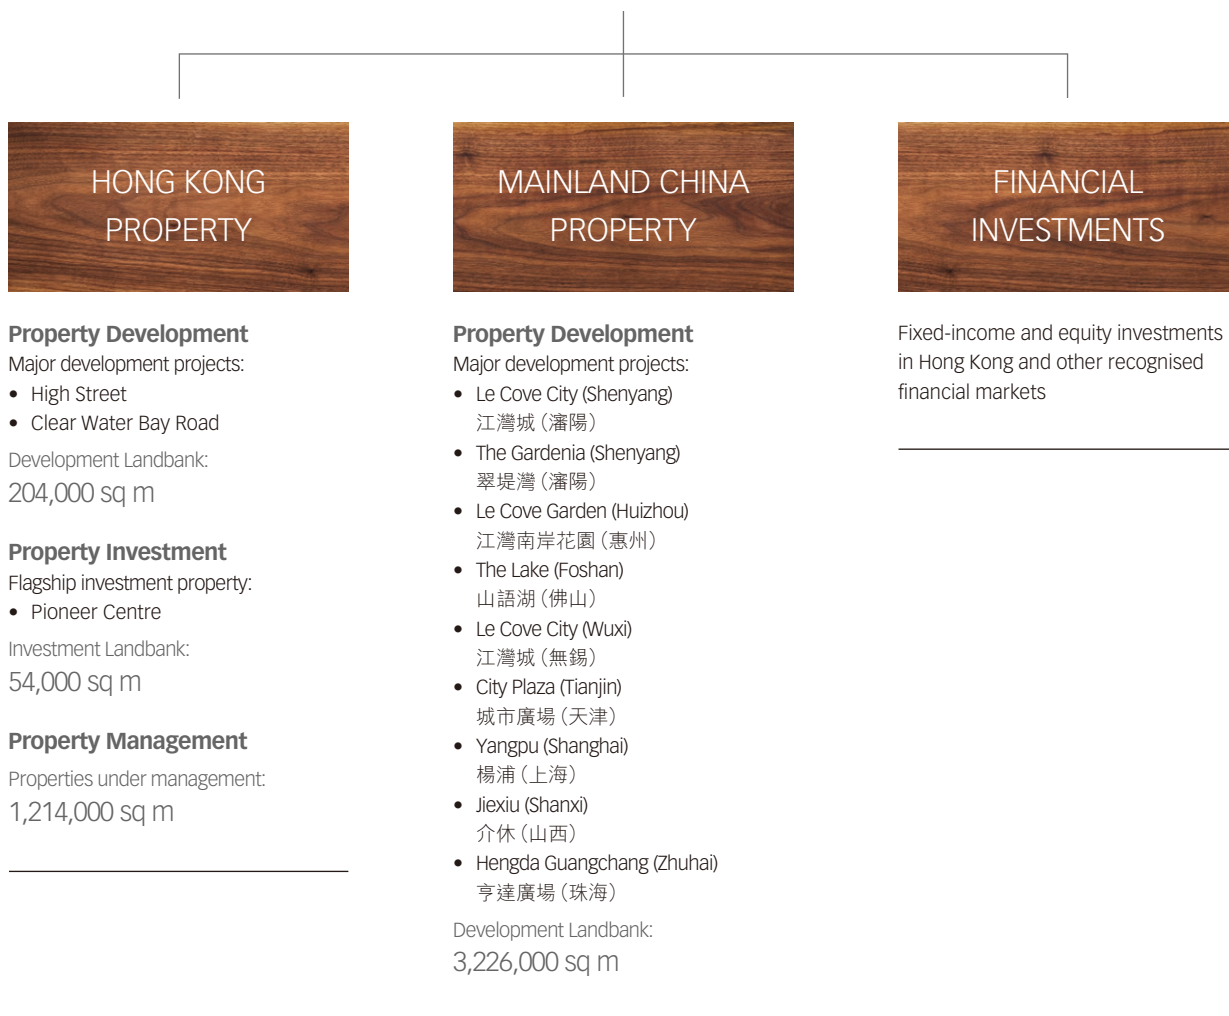 HONG KONG
PROPERTY
Property Development
Major development projects:
• High Street
• Clear Water Bay Road
Development Landbank:
204,000 sq m
Property Investment
Flagship investment property:
• Pioneer Centre
Investment Landbank:
54,000 sq m
Property Management
Properties under management:
1,214,000 sq m
MAINLAND CHINA
PROPERTY
Property Development
Major development projects:
• Le Cove City (Shenyang)
江灣城（瀋陽）
• The Gardenia (Shenyang)
翠堤灣（瀋陽）
• Le Cove Garden (Huizhou)
江灣南岸花園（惠州）
• The Lake (Foshan)
山語湖（佛山）
• Le Cove City (Wuxi)
江灣城（無錫）
• City Plaza (Tianjin)
城市廣場（天津）
• Yangpu (Shanghai)
楊浦（上海）
• Jiexiu (Shanxi)
介休（山西）
• Hengda Guangchang (Zhuhai)
亨達廣場（珠海）
Development Landbank:
3,226,000 sq m
FINANCIAL
INVESTMENTS
Fixed-income and equity investments
in Hong Kong and other recognised
financial markets